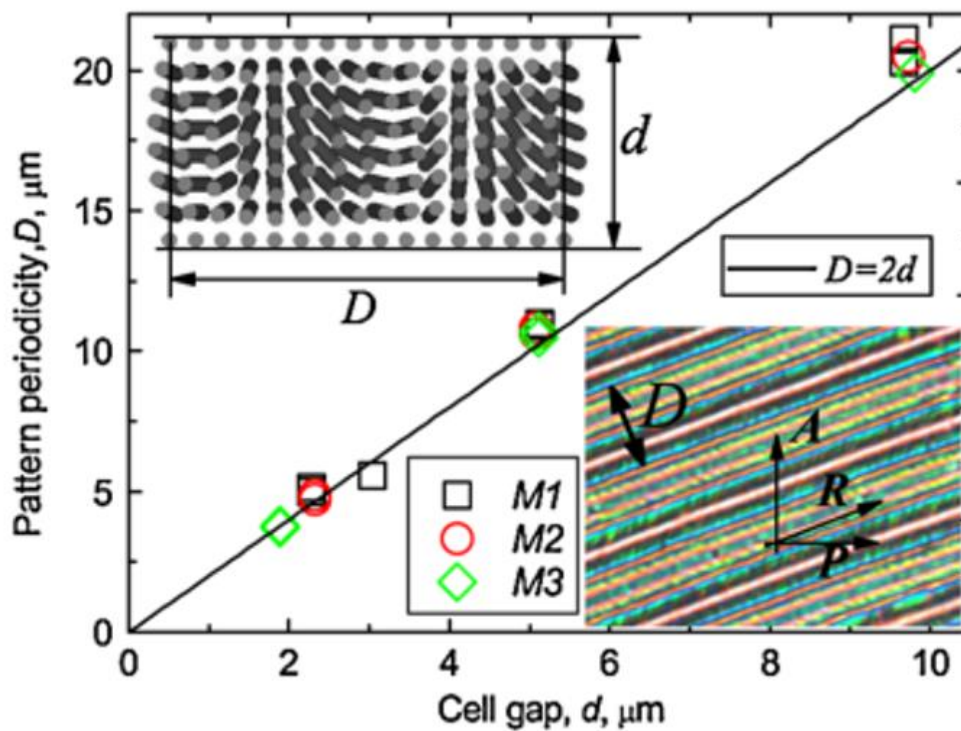 Pattern periodicity, D, μm
20
15
10
5
0
d
D
D=2d
D
A
R
P
M1
M2
M3
0 2 4 6 8 10
Cell gap, d, μm